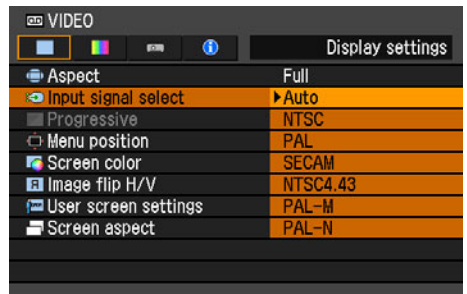 VIDEO
Display settings
Aspect Full
Input signal select Auto
Progressive NTSC
Menu position PAL
Screen color SECAM
Image flip H/V NTSC4.43
User screen settings PAL-M
Screen aspect PAL-N